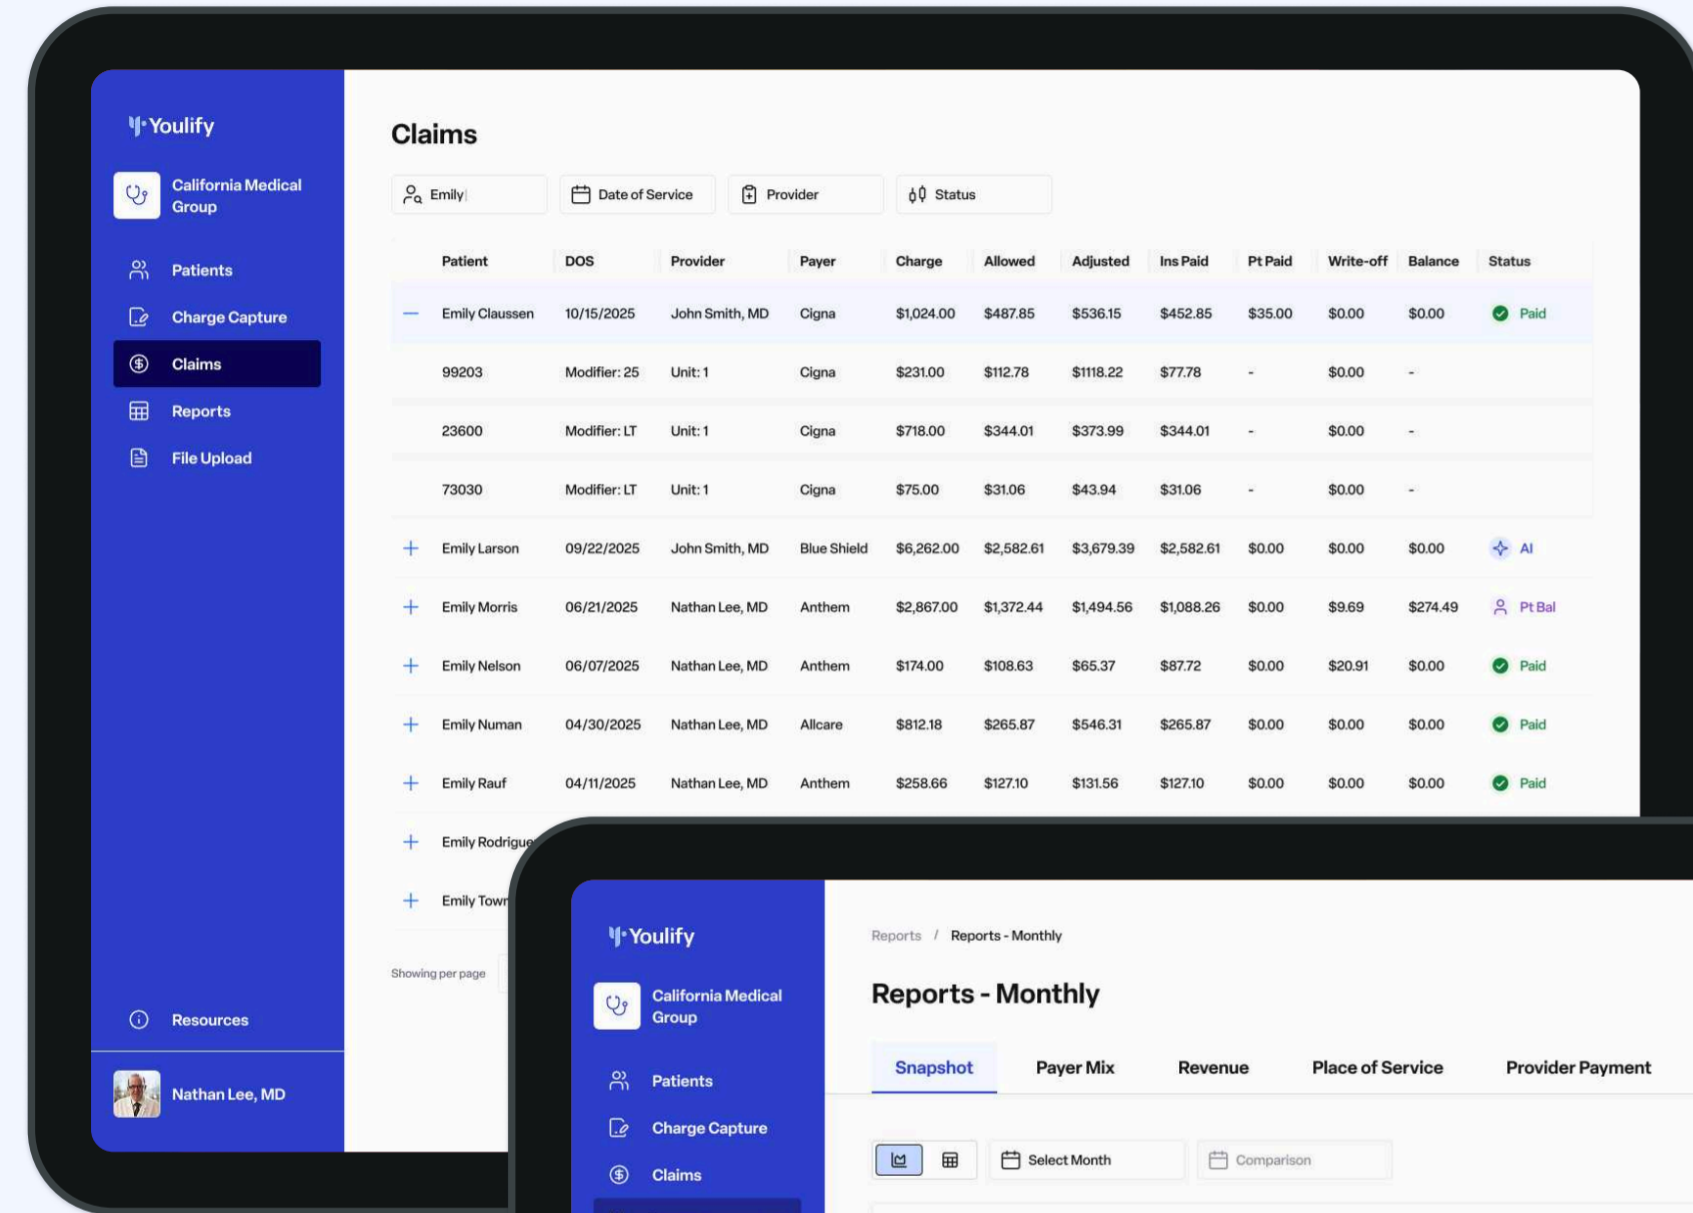 Youlify
California Medical
Group
Patients
Charge Capture
Claims
Reports
File Upload
Resources
Nathan Lee, MD
Claims
Emily Date of Service Provider Status
Patient DOS Provider Payer Charge Allowed Adjusted Ins Paid Pt Paid Write-off Balance Status
Emily Claussen 10/15/2025 John Smith, MD Cigna $1,024.00 $487.85 $536.15 $452.85 $35.00 $0.00 $0.00 Paid
99203 Modifier: 25 Unit: 1 Cigna $231.00 $112.78 $1118.22 $77.78 - $0.00 -
23600 Modifier: LT Unit: 1 Cigna $718.00 $344.01 $373.99 $344.01 - $0.00 -
73030 Modifier: LT Unit: 1 Cigna $75.00 $31.06 $43.94 $31.06 - $0.00 -
Emily Larson 09/22/2025 John Smith, MD Blue Shield $6,262.00 $2,582.61 $3,679.39 $2,582.61 $0.00 $0.00 $0.00 AI
Emily Morris 06/21/2025 Nathan Lee, MD Anthem $2,867.00 $1,372.44 $1,494.56 $1,088.26 $0.00 $9.69 $274.49 Pt Bal
Emily Nelson 06/07/2025 Nathan Lee, MD Anthem $174.00 $108.63 $65.37 $87.72 $0.00 $20.91 $0.00 Paid
Emily Numan 04/30/2025 Nathan Lee, MD Allcare $812.18 $265.87 $546.31 $265.87 $0.00 $0.00 $0.00 Paid
Emily Rauf 04/11/2025 Nathan Lee, MD Anthem $258.66 $127.10 $131.56 $127.10 $0.00 $0.00 $0.00 Paid
Emily Rodrigue
Emily Town
Showing per page
Youlify
California Medical
Group
Patients
Charge Capture
Claims
Reports / Reports - Monthly
Reports - Monthly
Snapshot Payer Mix Revenue Place of Service Provider Payment
Select Month Comparison